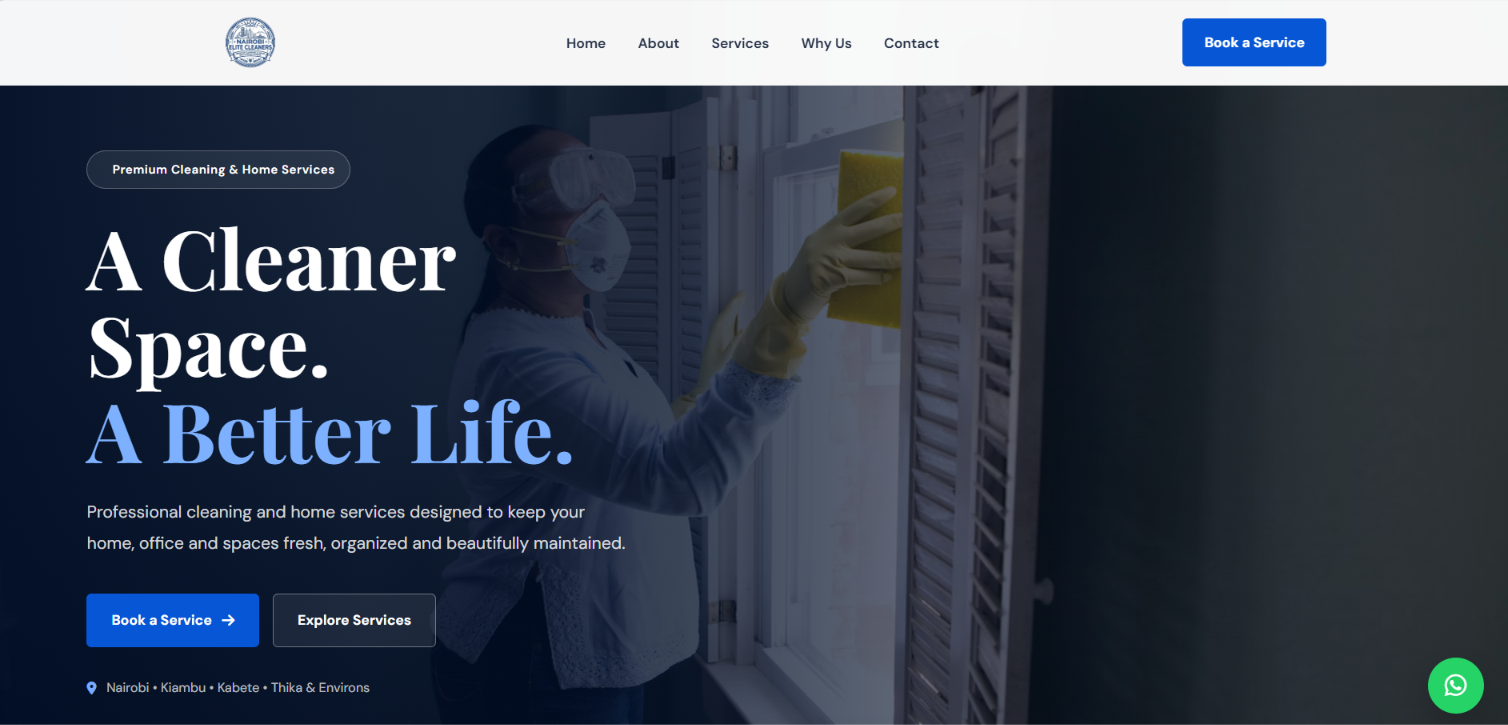 NAIROBI
ELITE CLEANERS
Home
About
Services
Why Us
Contact
Book a Service
Premium Cleaning & Home Services
A Cleaner
Space.
A Better Life.
Professional cleaning and home services designed to keep your
home, office and spaces fresh, organized and beautifully maintained.
Book a Service
Explore Services
Nairobi • Kiambu • Kabete • Thika & Environs